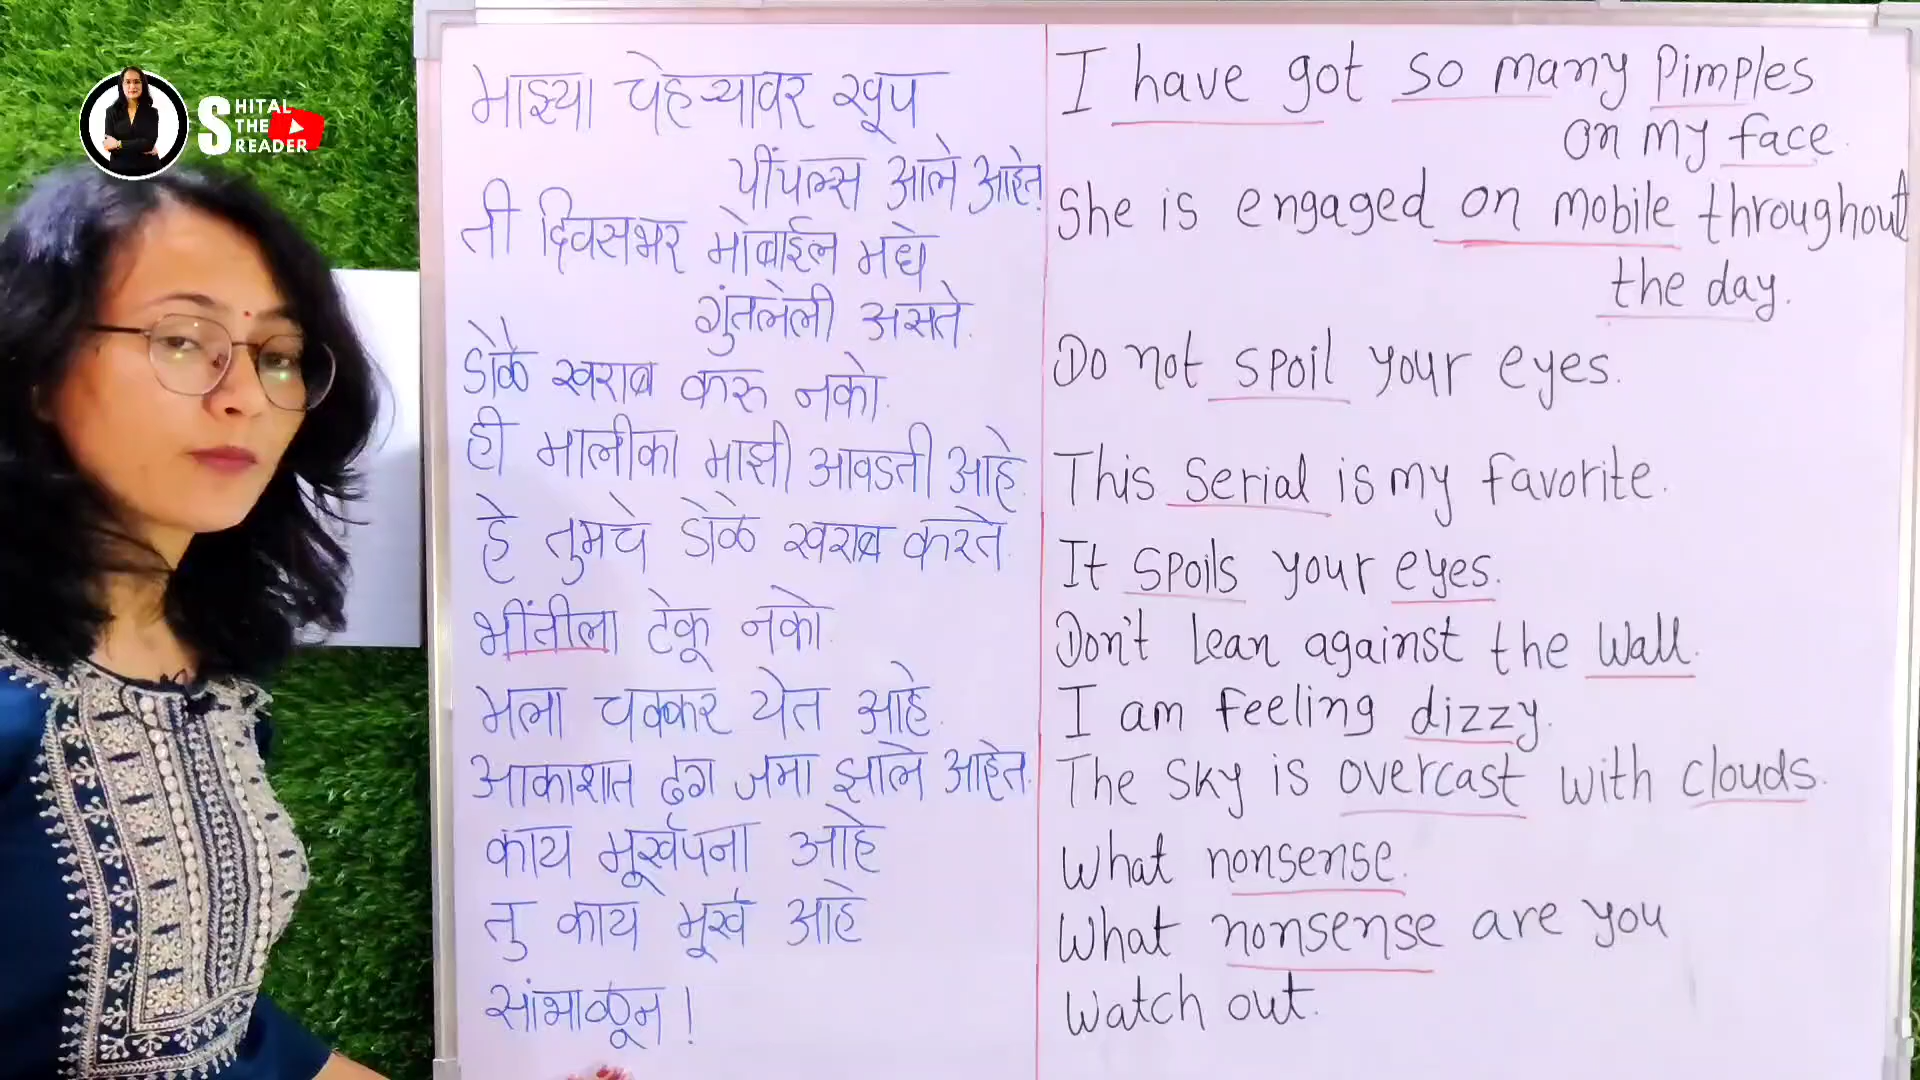 SHITAL
THE
READER
माझ्या चेहऱ्यावर खूप
पींपल्स आले आहेत.
ती दिवसभर मोबाईल मधे
गुंतलेली असते.
डोळे खराब करु नको.
ही मालीका माझी आवडती आहे.
हे तुमचे डोळे खराब करते.
भींतीला टेकू नको.
मला चक्कर येत आहे.
आकाशात ढग जमा झाले आहेत.
काय मूर्खपना आहे
तु काय मूर्ख आहे
सांभाळून !
I have got so many Pimples
on my face.
She is engaged on mobile throughout
the day.
Do not spoil your eyes.
This serial is my favorite.
It spoils your eyes.
Don't lean against the wall.
I am feeling dizzy.
The sky is overcast with clouds.
What nonsense.
What nonsense are you
Watch out.